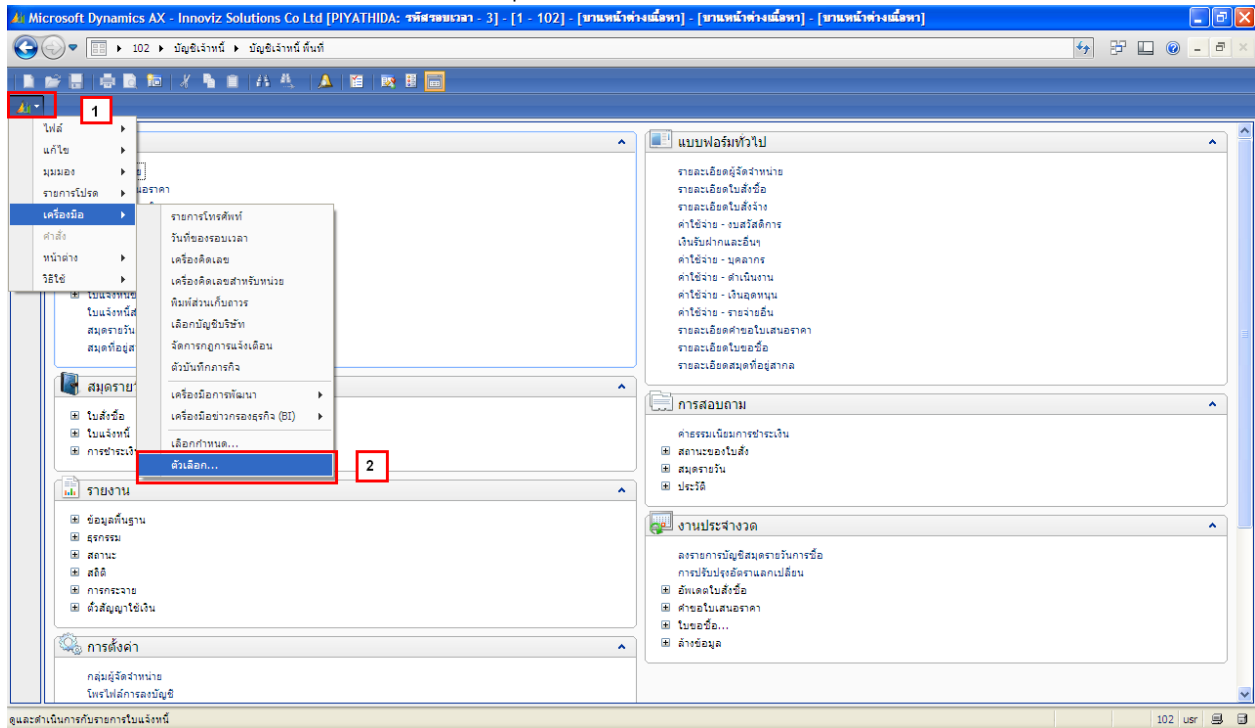 Microsoft Dynamics AX - Innoviz Solutions Co Ltd [PIYATHIDA: รหัสรอบเวลา - 3] - [1 - 102] - [บานหน้าต่างเนื้อหา] - [บานหน้าต่างเนื้อหา] - [บานหน้าต่างเนื้อหา]
102 ▸ บัญชีเจ้าหนี้ ▸ บัญชีเจ้าหนี้ พื้นที่
1
ไฟล์
แก้ไข
มุมมอง
รายการโปรด
เครื่องมือ
คำสั่ง
หน้าต่าง
วิธีใช้
รายการโทรศัพท์
วันที่ของรอบเวลา
เครื่องคิดเลข
เครื่องคิดเลขสำหรับหน่วย
พิมพ์ส่วนเก็บถาวร
เลือกบัญชีบริษัท
จัดการกฎการแจ้งเตือน
ตัวบันทึกภารกิจ
เครื่องมือการพัฒนา
เครื่องมือข่าวกรองธุรกิจ (BI)
เลือกกำหนด...
ตัวเลือก...
2
ใบแจ้งหนี้ส
สมุดรายวัน
สมุดที่อยู่ส
สมุดราย
ใบสั่งซื้อ
ใบแจ้งหนี้
การชำระเงิ
รายงาน
ข้อมูลพื้นฐาน
ธุรกรรม
สถานะ
สถิติ
การกระจาย
ตั๋วสัญญาใช้เงิน
การตั้งค่า
กลุ่มผู้จัดจำหน่าย
โพรไฟล์การลงบัญชี
แบบฟอร์มทั่วไป
รายละเอียดผู้จัดจำหน่าย
รายละเอียดใบสั่งซื้อ
รายละเอียดใบสั่งจ้าง
ค่าใช้จ่าย - งบสวัสดิการ
เงินรับฝากและอื่นๆ
ค่าใช้จ่าย - บุคลากร
ค่าใช้จ่าย - ดำเนินงาน
ค่าใช้จ่าย - เงินอุดหนุน
ค่าใช้จ่าย - รายจ่ายอื่น
รายละเอียดคำขอใบเสนอราคา
รายละเอียดใบขอซื้อ
รายละเอียดสมุดที่อยู่สากล
การสอบถาม
ค่าธรรมเนียมการชำระเงิน
สถานะของใบสั่ง
สมุดรายวัน
ประวัติ
งานประจำงวด
ลงรายการบัญชีสมุดรายวันการซื้อ
การปรับปรุงอัตราแลกเปลี่ยน
อัพเดตใบสั่งซื้อ
คำขอใบเสนอราคา
ใบขอซื้อ...
ล้างข้อมูล
ดูและดำเนินการกับรายการใบแจ้งหนี้
102 usr